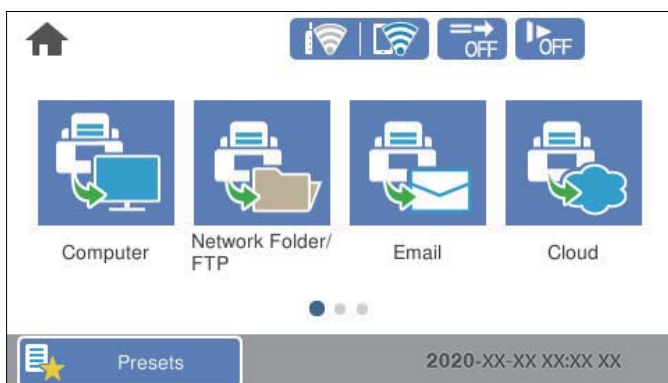 OFF
OFF
Computer
Network Folder/
FTP
Email
Cloud
Presets
2020-XX-XX XX:XX XX